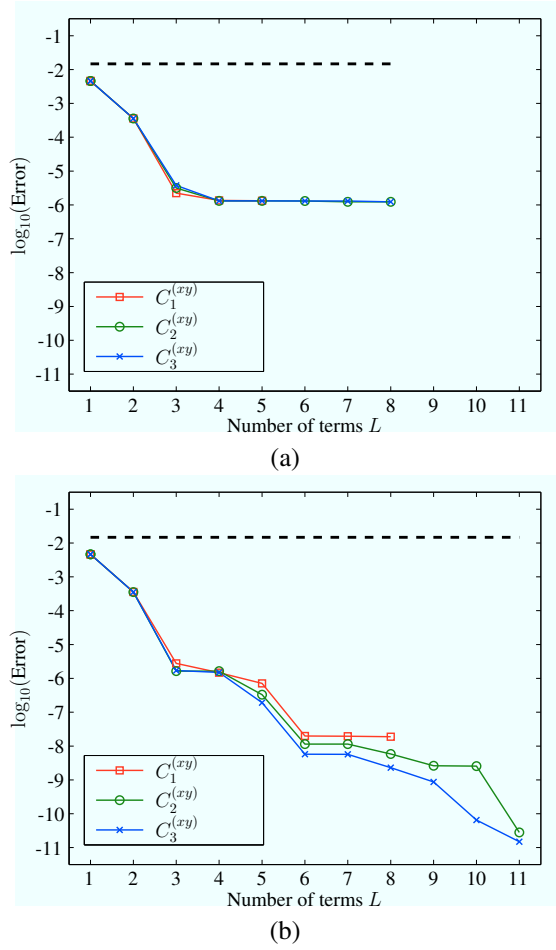 -1
-2
-3
-4
-5
-6
-7
-8
-9
-10
-11
log₁₀(Error)
C₁⁽ˣʸ⁾
C₂⁽ˣʸ⁾
C₃⁽ˣʸ⁾
1 2 3 4 5 6 7 8 9 10 11
Number of terms L
(a)
-1
-2
-3
-4
-5
-6
-7
-8
-9
-10
-11
log₁₀(Error)
C₁⁽ˣʸ⁾
C₂⁽ˣʸ⁾
C₃⁽ˣʸ⁾
1 2 3 4 5 6 7 8 9 10 11
Number of terms L
(b)